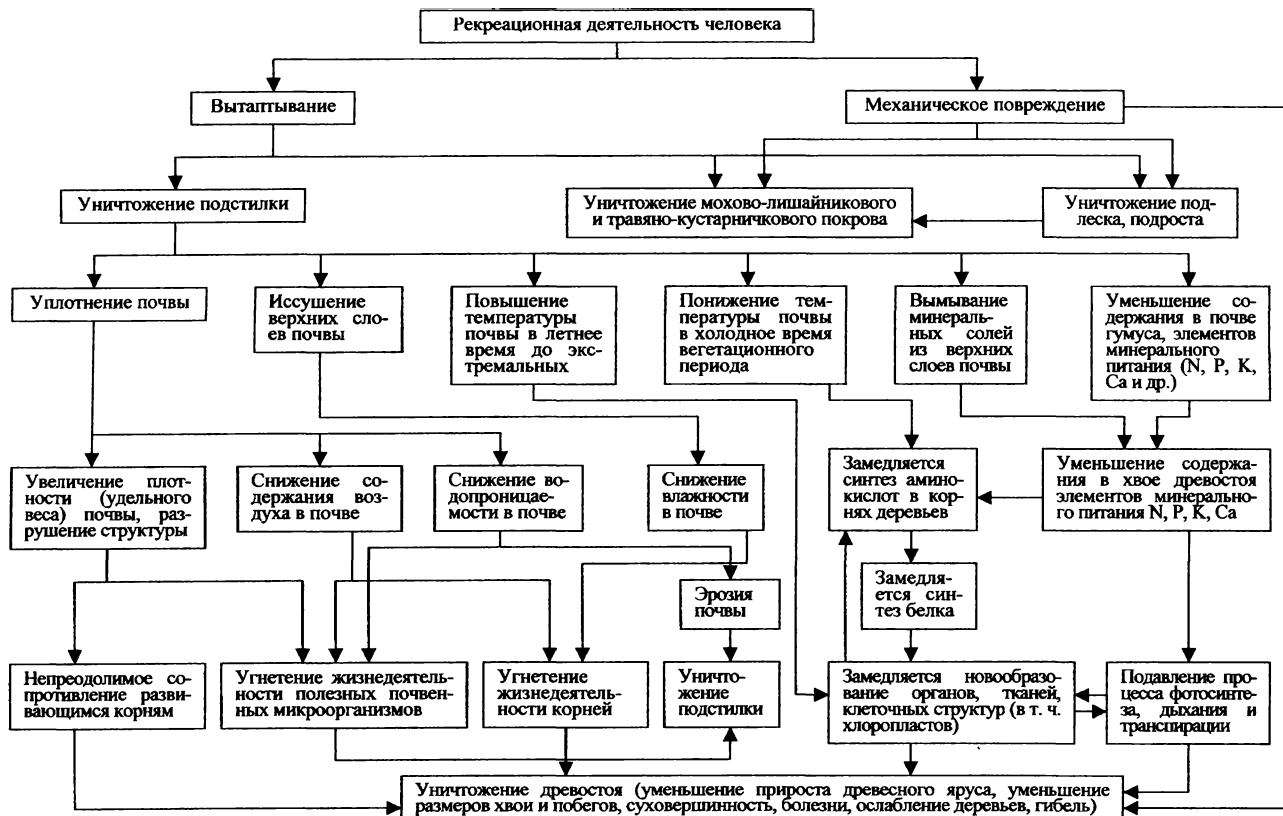 Рекреационная деятельность человека
Вытаптывание
Механическое повреждение
Уничтожение подстилки
Уничтожение мохово-лишайникового
и травяно-кустарничкового покрова
Уничтожение под-
леска, подроста
Уплотнение почвы
Иссушение
верхних сло-
ев почвы
Повышение
температуры
почвы в летнее
время до экс-
тремальных
Понижение тем-
пературы почвы
в холодное время
вегетационного
периода
Вымывание
минераль-
ных солей
из верхних
слоев почвы
Уменьшение со-
держания в почве
гумуса, элементов
минерального
питания (N, P, K,
Ca и др.)
Увеличение плот-
ности (удельного
веса) почвы, раз-
рушение структуры
Снижение со-
держания воз-
духа в почве
Снижение во-
допроницае-
мости в почве
Снижение
влажности
в почве
Замедляется
синтез амино-
кислот в кор-
нях деревьев
Уменьшение содержа-
ния в хвое древостоя
элементов минерально-
го питания N, P, K, Ca
Эрозия
почвы
Замедля-
ется син-
тез белка
Непреодолимое со-
противление разви-
вающимся корням
Угнетение жизнедеятель-
ности полезных почвен-
ных микроорганизмов
Угнетение
жизнедеятель-
ности корней
Уничто-
жение
подстилки
Замедляется новообразо-
вание органов, тканей,
клеточных структур (в т. ч.
хлоропластов)
Подавление про-
цесса фотосинте-
за, дыхания и
транспирации
Уничтожение древостоя (уменьшение прироста древесного яруса, уменьшение
размеров хвои и побегов, суховершинность, болезни, ослабление деревьев, гибель)